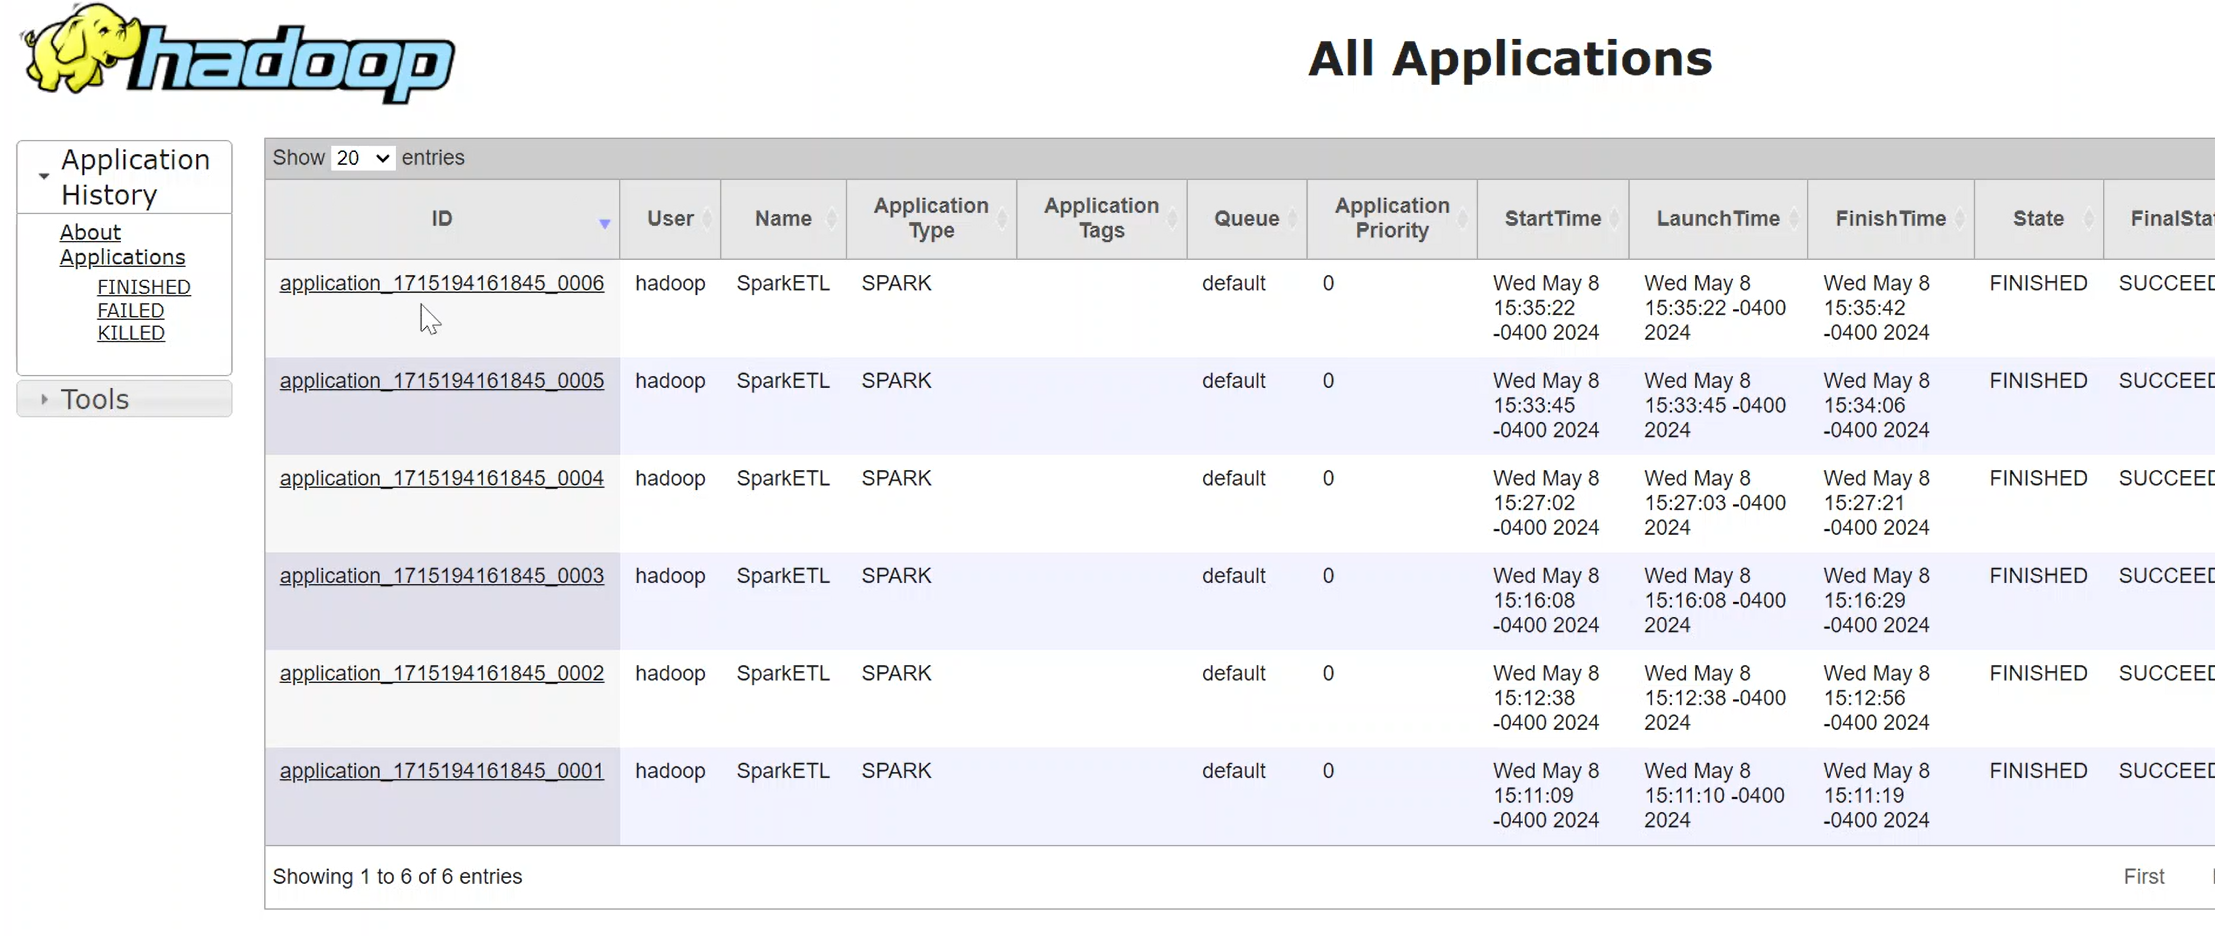 hadoop
All Applications
Application
History
About
Applications
FINISHED
FAILED
KILLED
Tools
Show 20 entries
ID User Name Application Type Application Tags Queue Application Priority StartTime LaunchTime FinishTime State FinalStat
application_1715194161845_0006 hadoop SparkETL SPARK default 0 Wed May 8 Wed May 8 Wed May 8 FINISHED SUCCEED
15:35:22 15:35:22 -0400 15:35:42
-0400 2024 2024 -0400 2024
application_1715194161845_0005 hadoop SparkETL SPARK default 0 Wed May 8 Wed May 8 Wed May 8 FINISHED SUCCEED
15:33:45 15:33:45 -0400 15:34:06
-0400 2024 2024 -0400 2024
application_1715194161845_0004 hadoop SparkETL SPARK default 0 Wed May 8 Wed May 8 Wed May 8 FINISHED SUCCEED
15:27:02 15:27:03 -0400 15:27:21
-0400 2024 2024 -0400 2024
application_1715194161845_0003 hadoop SparkETL SPARK default 0 Wed May 8 Wed May 8 Wed May 8 FINISHED SUCCEED
15:16:08 15:16:08 -0400 15:16:29
-0400 2024 2024 -0400 2024
application_1715194161845_0002 hadoop SparkETL SPARK default 0 Wed May 8 Wed May 8 Wed May 8 FINISHED SUCCEED
15:12:38 15:12:38 -0400 15:12:56
-0400 2024 2024 -0400 2024
application_1715194161845_0001 hadoop SparkETL SPARK default 0 Wed May 8 Wed May 8 Wed May 8 FINISHED SUCCEED
15:11:09 15:11:10 -0400 15:11:19
-0400 2024 2024 -0400 2024
Showing 1 to 6 of 6 entries First